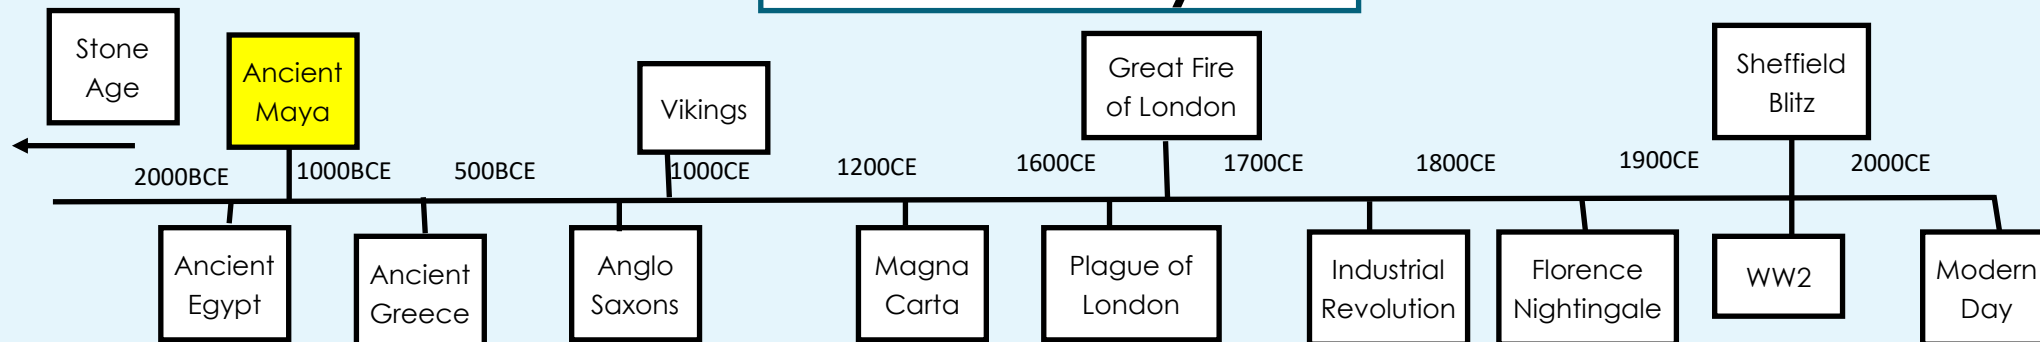 Stone
Age
Ancient
Maya
Vikings
Great Fire
of London
Sheffield
Blitz
2000BCE
1000BCE
500BCE
1000CE
1200CE
1600CE
1700CE
1800CE
1900CE
2000CE
Ancient
Egypt
Ancient
Greece
Anglo
Saxons
Magna
Carta
Plague of
London
Industrial
Revolution
Florence
Nightingale
WW2
Modern
Day